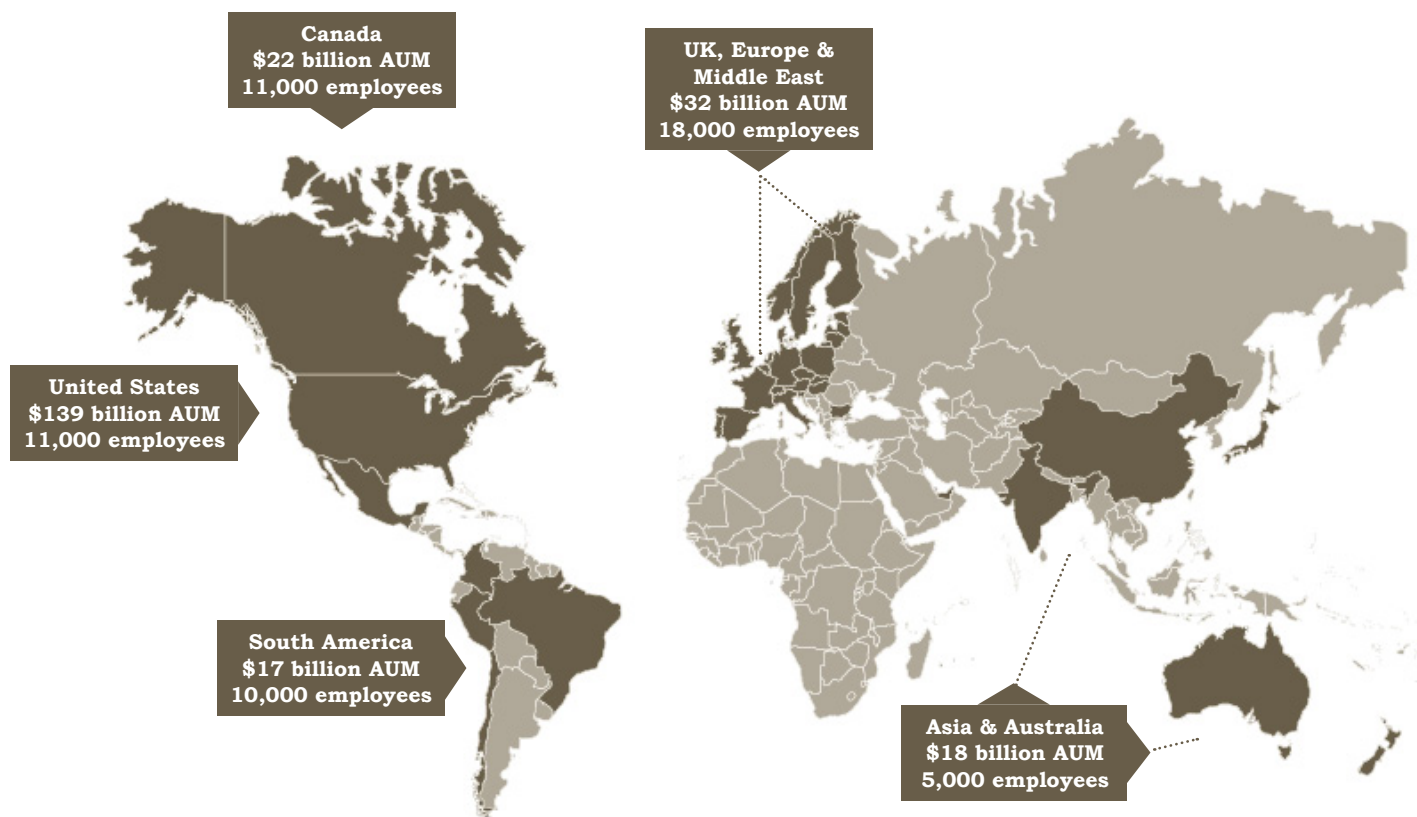 Canada
$22 billion AUM
11,000 employees
UK, Europe &
Middle East
$32 billion AUM
18,000 employees
United States
$139 billion AUM
11,000 employees
South America
$17 billion AUM
10,000 employees
Asia & Australia
$18 billion AUM
5,000 employees